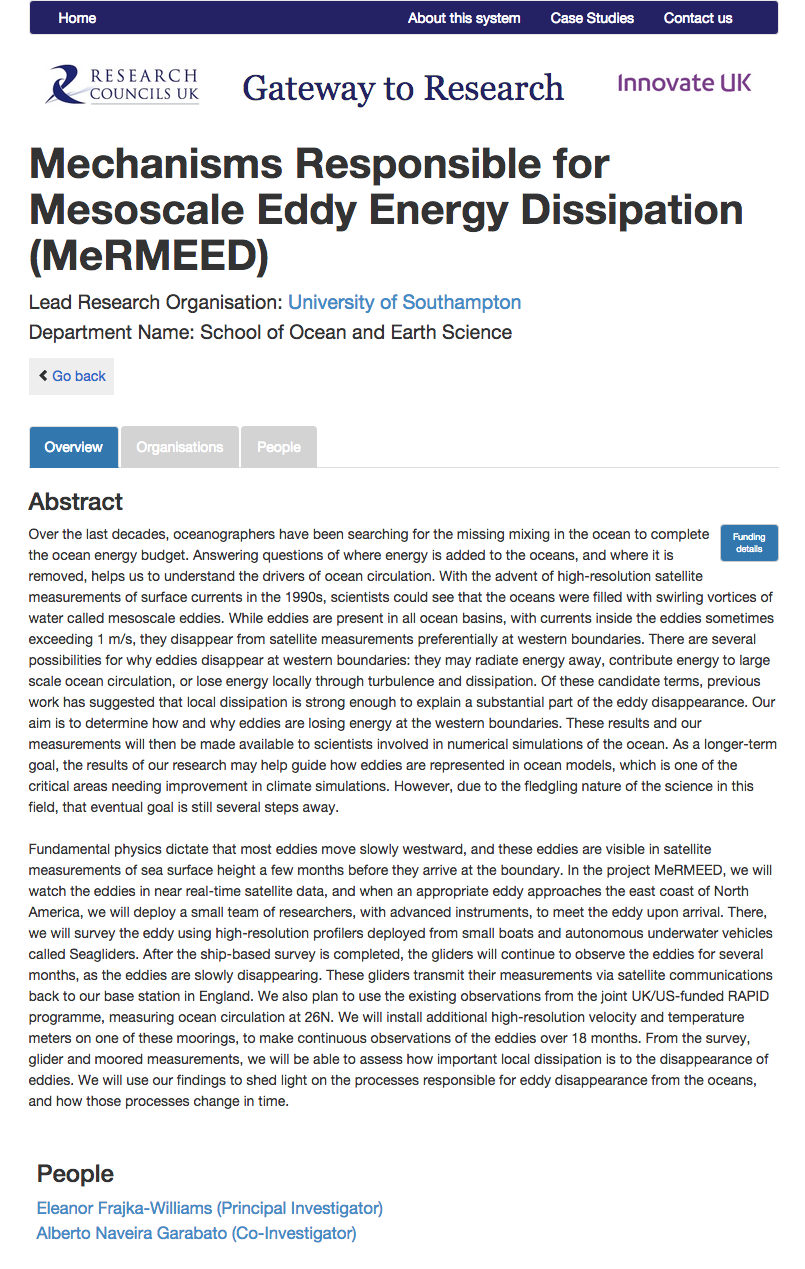 Home About this system Case Studies Contact us
RESEARCH
COUNCILS UK
Gateway to Research
Innovate UK
Mechanisms Responsible for
Mesoscale Eddy Energy Dissipation
(MeRMEED)
Lead Research Organisation: University of Southampton
Department Name: School of Ocean and Earth Science
Go back
Overview Organisations People
Abstract
Funding
details
Over the last decades, oceanographers have been searching for the missing mixing in the ocean to complete
the ocean energy budget. Answering questions of where energy is added to the oceans, and where it is
removed, helps us to understand the drivers of ocean circulation. With the advent of high-resolution satellite
measurements of surface currents in the 1990s, scientists could see that the oceans were filled with swirling vortices of
water called mesoscale eddies. While eddies are present in all ocean basins, with currents inside the eddies sometimes
exceeding 1 m/s, they disappear from satellite measurements preferentially at western boundaries. There are several
possibilities for why eddies disappear at western boundaries: they may radiate energy away, contribute energy to large
scale ocean circulation, or lose energy locally through turbulence and dissipation. Of these candidate terms, previous
work has suggested that local dissipation is strong enough to explain a substantial part of the eddy disappearance. Our
aim is to determine how and why eddies are losing energy at the western boundaries. These results and our
measurements will then be made available to scientists involved in numerical simulations of the ocean. As a longer-term
goal, the results of our research may help guide how eddies are represented in ocean models, which is one of the
critical areas needing improvement in climate simulations. However, due to the fledgling nature of the science in this
field, that eventual goal is still several steps away.
Fundamental physics dictate that most eddies move slowly westward, and these eddies are visible in satellite
measurements of sea surface height a few months before they arrive at the boundary. In the project MeRMEED, we will
watch the eddies in near real-time satellite data, and when an appropriate eddy approaches the east coast of North
America, we will deploy a small team of researchers, with advanced instruments, to meet the eddy upon arrival. There,
we will survey the eddy using high-resolution profilers deployed from small boats and autonomous underwater vehicles
called Seagliders. After the ship-based survey is completed, the gliders will continue to observe the eddies for several
months, as the eddies are slowly disappearing. These gliders transmit their measurements via satellite communications
back to our base station in England. We also plan to use the existing observations from the joint UK/US-funded RAPID
programme, measuring ocean circulation at 26N. We will install additional high-resolution velocity and temperature
meters on one of these moorings, to make continuous observations of the eddies over 18 months. From the survey,
glider and moored measurements, we will be able to assess how important local dissipation is to the disappearance of
eddies. We will use our findings to shed light on the processes responsible for eddy disappearance from the oceans,
and how those processes change in time.
People
Eleanor Frajka-Williams (Principal Investigator)
Alberto Naveira Garabato (Co-Investigator)